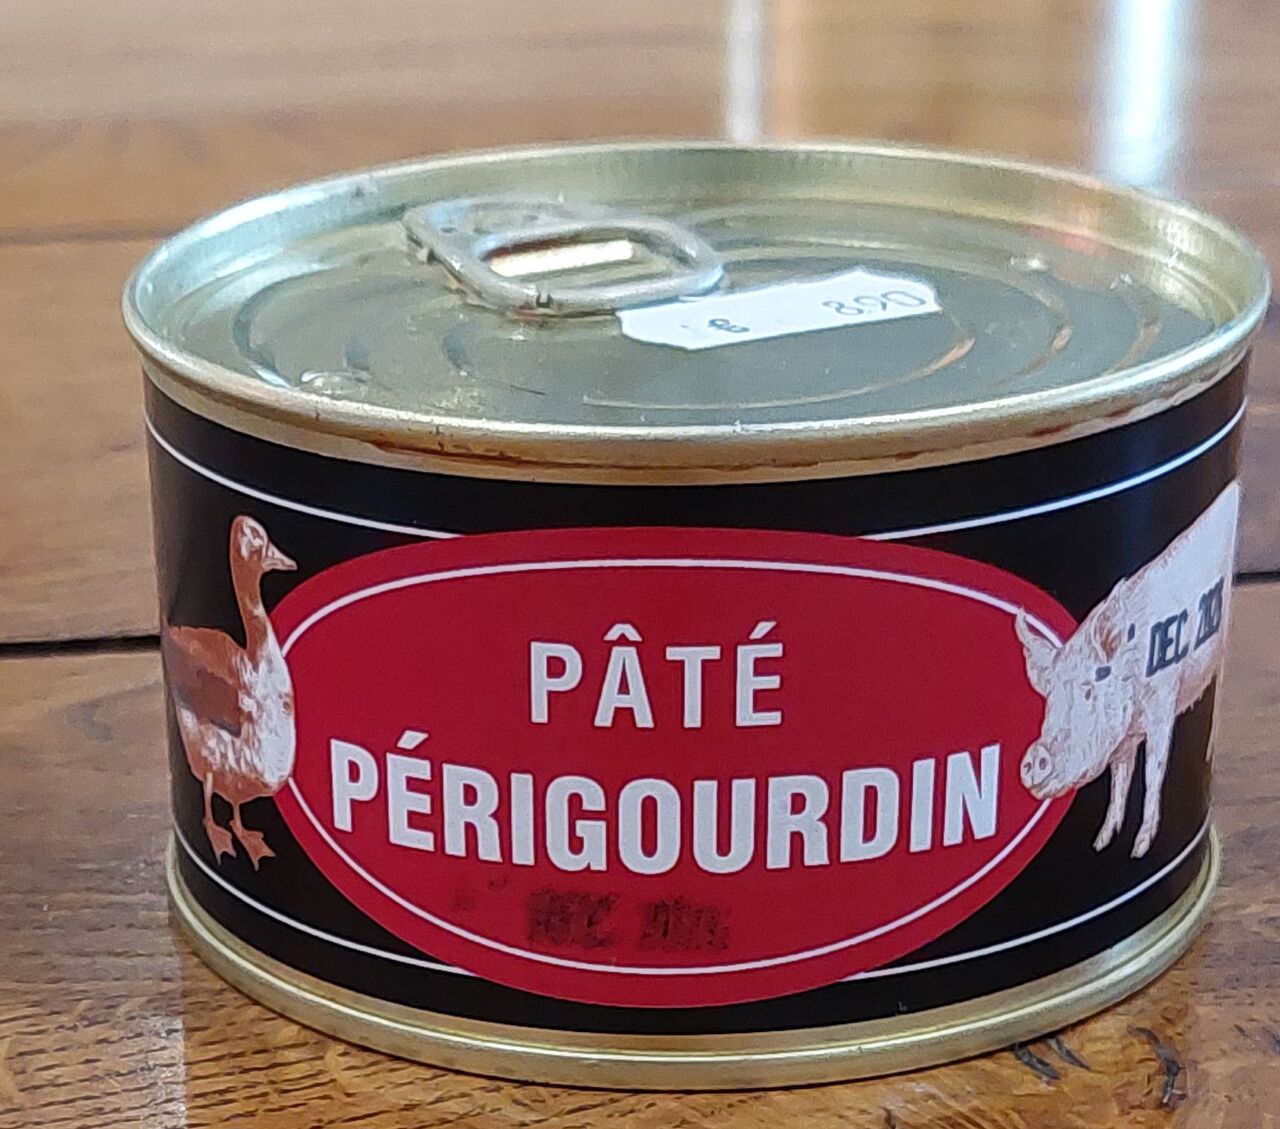 € 8.90
PÂTÉ
PÉRIGOURDIN
DEC